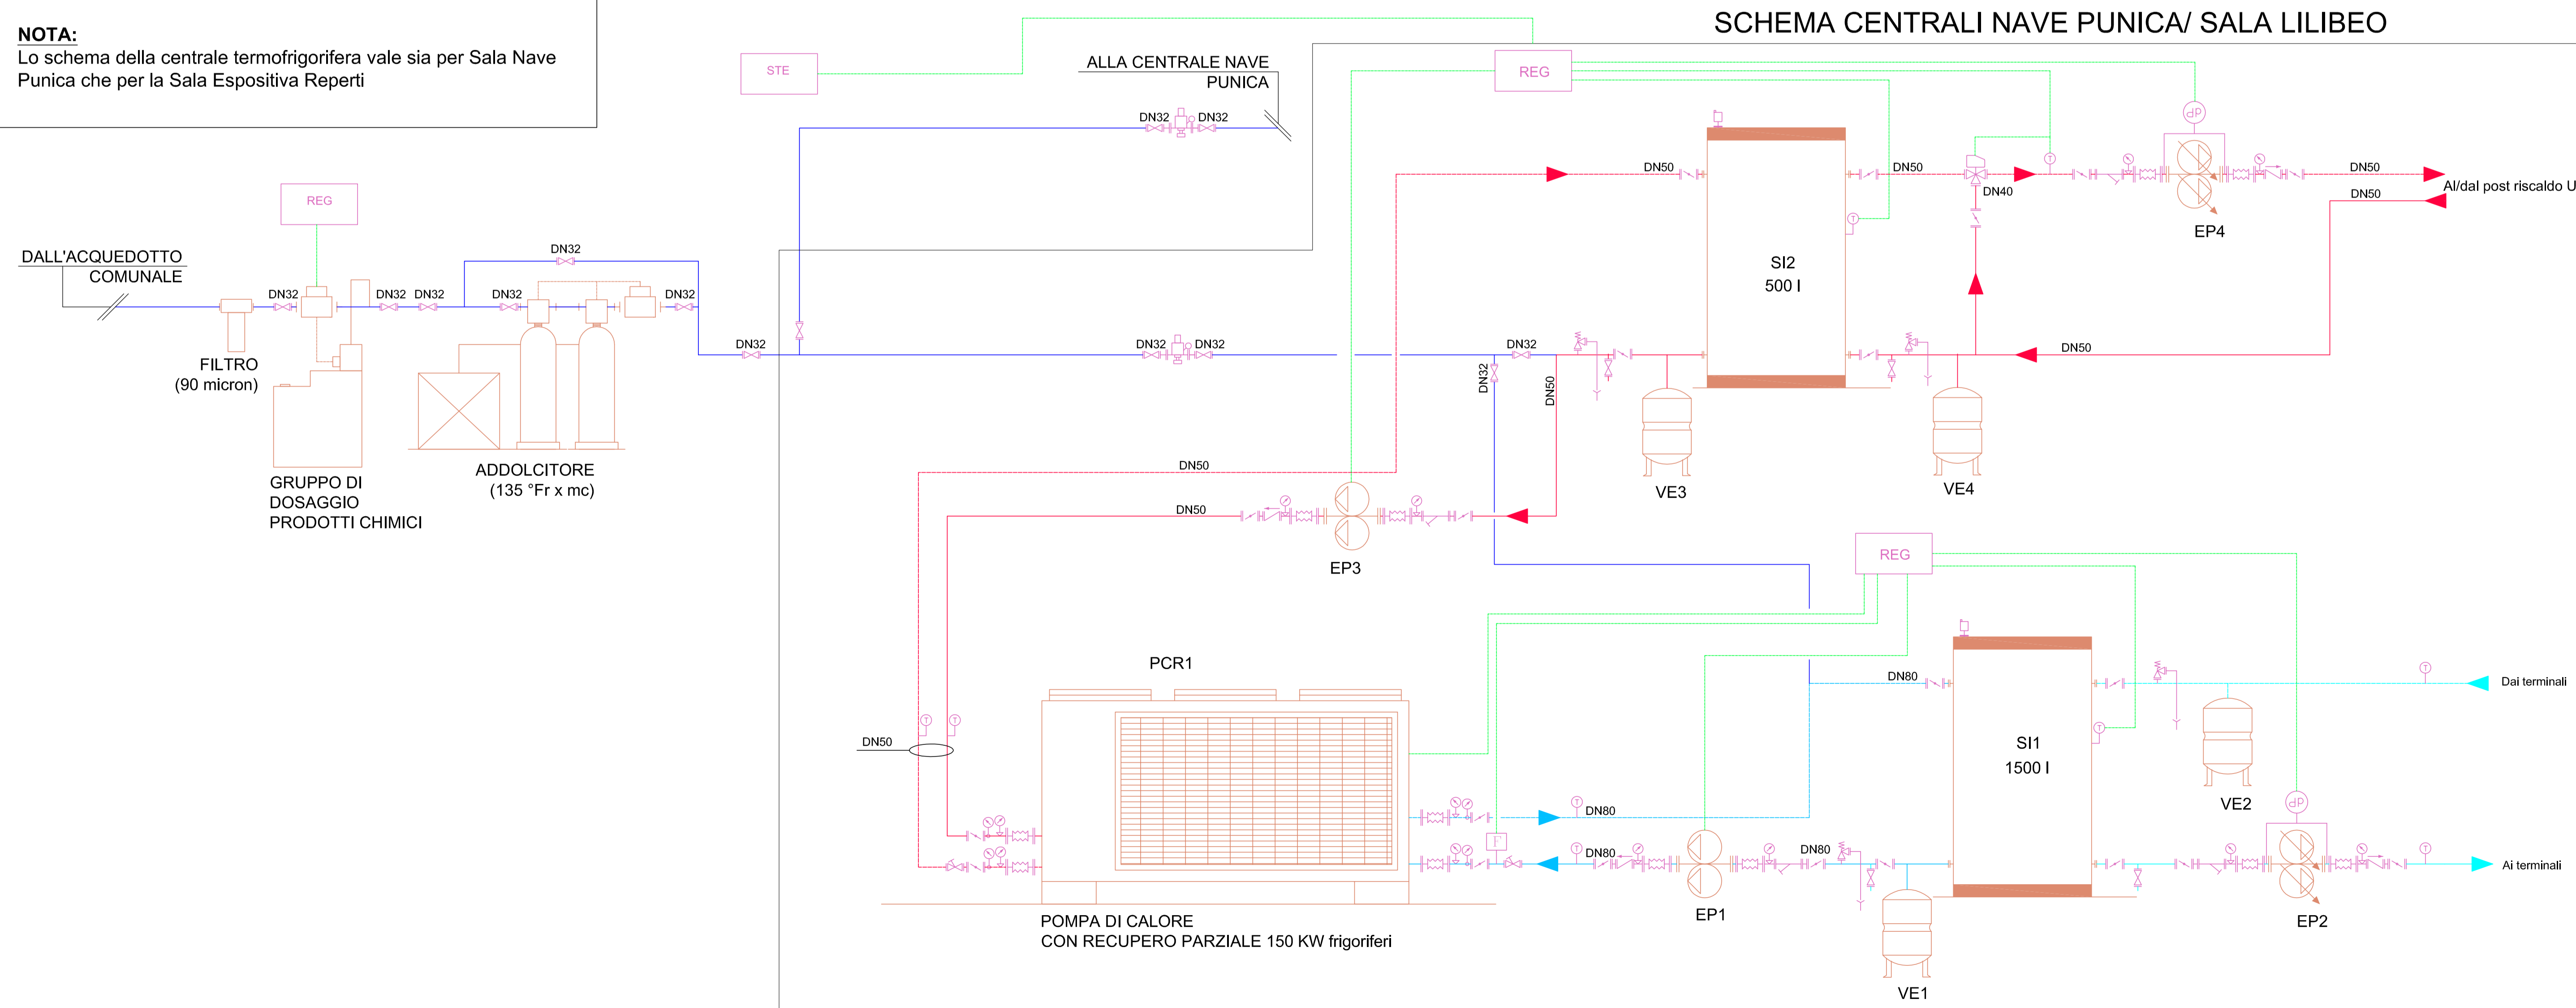 SCHEMA CENTRALI NAVE PUNICA/ SALA LILIBEO
NOTA:
Lo schema della centrale termofrigorifera vale sia per Sala Nave
Punica che per la Sala Espositiva Reperti
STE
ALLA CENTRALE NAVE
PUNICA
REG
dP
DN32
DN32
DN50
DN50
DN50
T
DN40
Al/dal post riscaldo U
DN50
REG
T
EP4
DALL'ACQUEDOTTO
COMUNALE
DN32
SI2
500 l
DN32
DN32
DN32
DN32
DN32
DN32
DN32
DN32
DN32
DN50
FILTRO
(90 micron)
DN32
DN50
ADDOLCITORE
(135 °Fr x mc)
GRUPPO DI
DOSAGGIO
PRODOTTI CHIMICI
DN50
VE3
VE4
DN50
EP3
REG
PCR1
DN80
T
Dai terminali
T
T
T
DN50
SI1
1500 l
VE2
dP
T
DN80
F
T
DN80
DN80
T
Ai terminali
EP1
EP2
POMPA DI CALORE
CON RECUPERO PARZIALE 150 KW frigoriferi
VE1